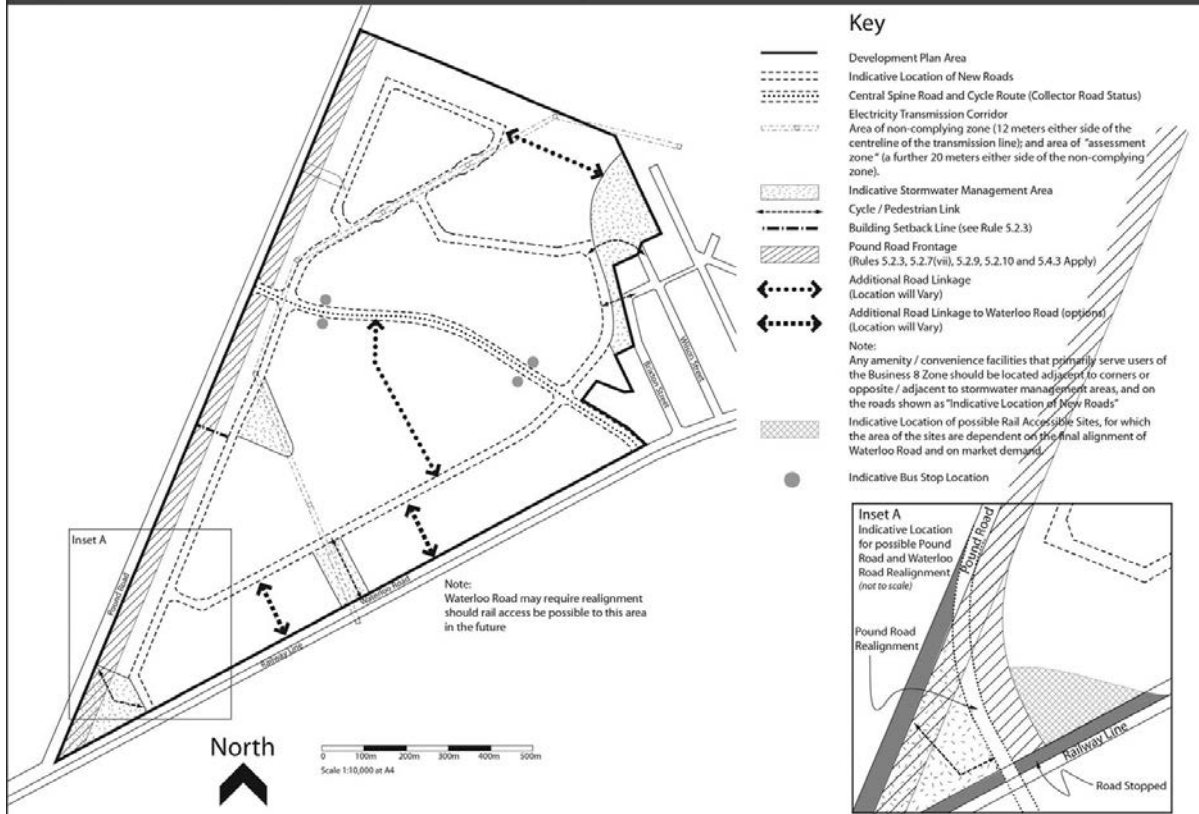 Key
Development Plan Area
Indicative Location of New Roads
Central Spine Road and Cycle Route (Collector Road Status)
Electricity Transmission Corridor
Area of non-complying zone (12 meters either side of the
centreline of the transmission line); and area of "assessment
zone" (a further 20 meters either side of the non-complying
zone).
Indicative Stormwater Management Area
Cycle / Pedestrian Link
Building Setback Line (see Rule 5.2.3)
Pound Road Frontage
(Rules 5.2.3, 5.2.7(vii), 5.2.9, 5.2.10 and 5.4.3 Apply)
Additional Road Linkage
(Location will Vary)
Additional Road Linkage to Waterloo Road (options)
(Location will Vary)
Note:
Any amenity / convenience facilities that primarily serve users of
the Business 8 Zone should be located adjacent to corners or
opposite / adjacent to stormwater management areas, and on
the roads shown as "Indicative Location of New Roads"
Indicative Location of possible Rail Accessible Sites, for which
the area of the sites are dependent on the final alignment of
Waterloo Road and on market demand.
Indicative Bus Stop Location
Wilson Street
Inset A
Pound Road
Waterloo Road
Railway Line
Note:
Waterloo Road may require realignment
should rail access be possible to this area
in the future
North
0 100m 200m 300m 400m 500m
Scale 1:10,000 at A4
Inset A
Indicative Location
for possible Pound
Road and Waterloo
Road Realignment
(not to scale)
Pound Road
Pound Road
Realignment
Railway Line
Road Stopped